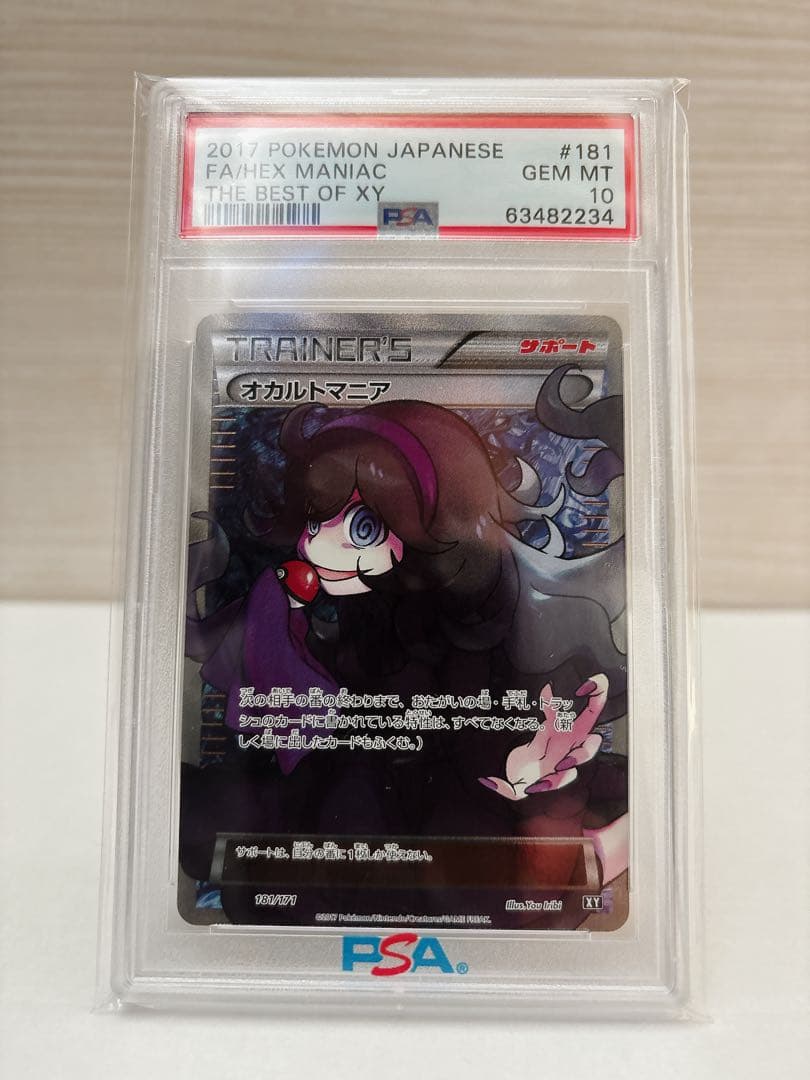 2017 POKEMON JAPANESE #181
FA/HEX MANIAC GEM MT
THE BEST OF XY 10
PSA 63482234
TRAINER'S サポート
オカルトマニア
次の相手の番の終わりまで、おたがいの場・手札・トラッ
シュのカードに書かれている特性は、すべてなくなる。(新
しく場に出したカードもふくむ。)
サポートは、自分の番に1枚しか使えない。
181/171 Illus. You Iribi XY
©2017 Pokémon/Nintendo/Creatures/GAME FREAK.
PSA®